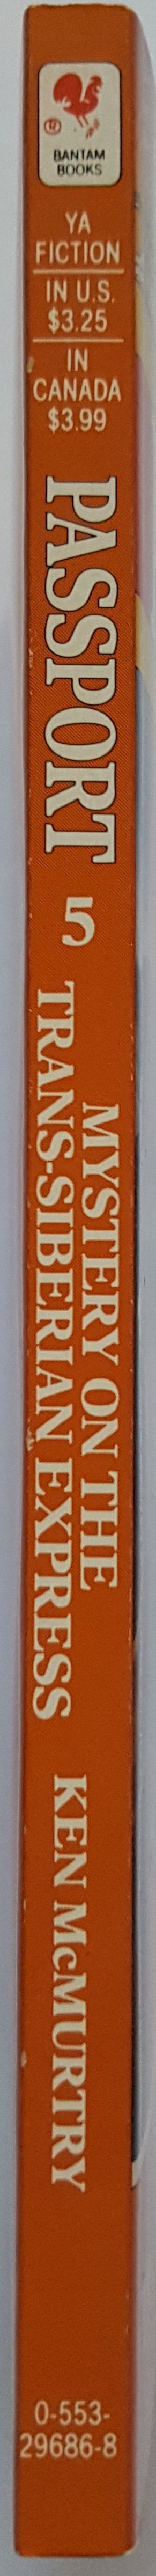 BANTAM
BOOKS
YA
FICTION
IN U.S.
$3.25
IN
CANADA
$3.99
PASSPORT
5
MYSTERY ON THE
TRANS-SIBERIAN EXPRESS
KEN McMURTRY
0-553-
29686-8